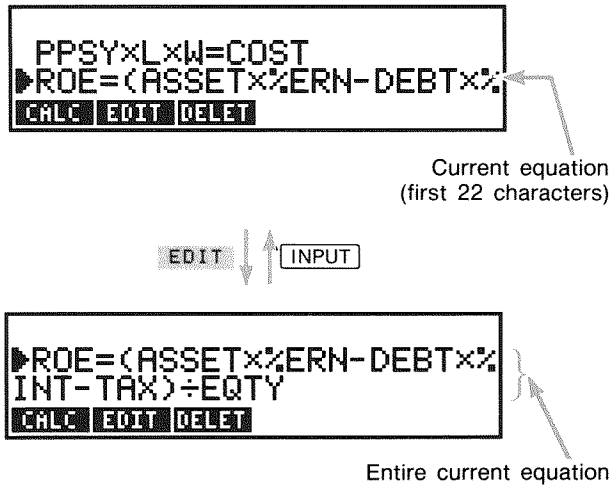 PPSY×L×W=COST
▶ROE=(ASSET×%ERN-DEBT×%
CALC EDIT DELET
Current equation
(first 22 characters)
EDIT INPUT
▶ROE=(ASSET×%ERN-DEBT×%
INT-TAX)÷EQTY
CALC EDIT DELET
Entire current equation